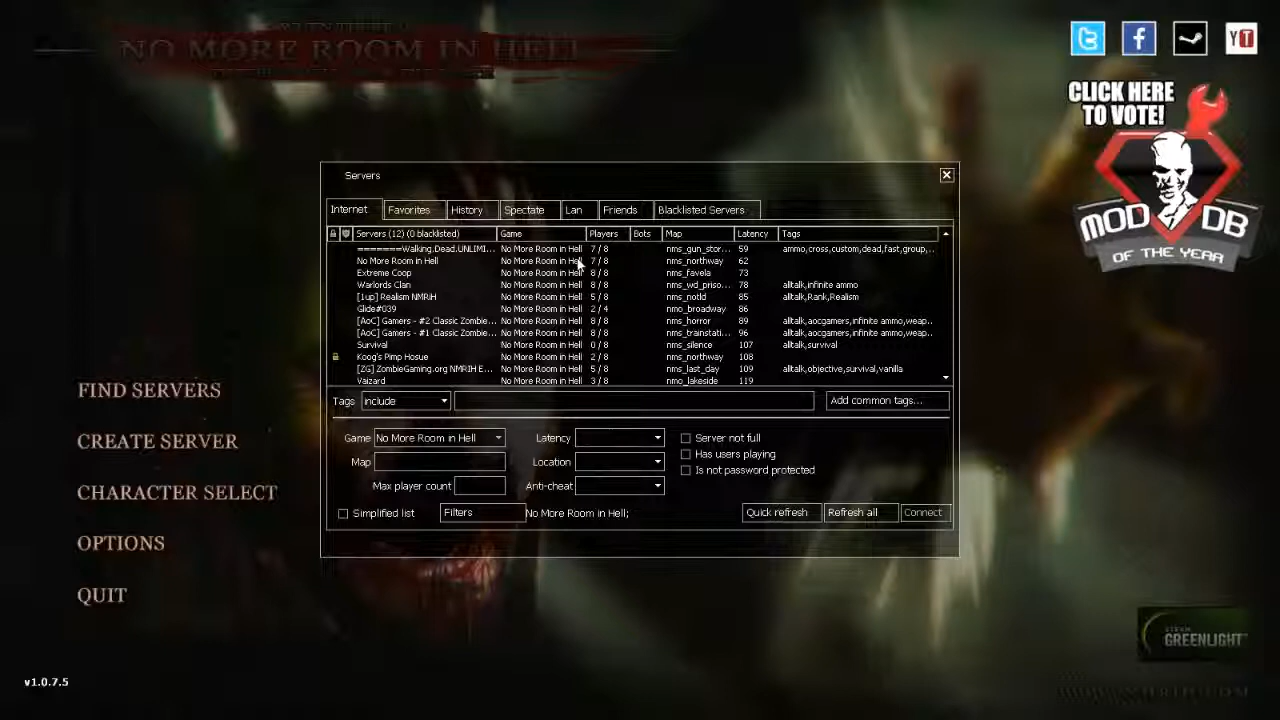 NO MORE ROOM IN HELL
CLICK HERE
TO VOTE!
MOD DB
OF THE YEAR
Servers
Internet Favorites History Spectate Lan Friends Blacklisted Servers
Servers (12) (0 blacklisted) Game Players Bots Map Latency Tags
=======Walking.Dead.UNLIMI... No More Room in Hell 7 / 8 nms_gun_stor... 59 ammo,cross,custom,dead,fast,group,..
No More Room in Hell No More Room in Hell 7 / 8 nms_northway 62
Extreme Coop No More Room in Hell 8 / 8 nms_favela 73
Warlords Clan No More Room in Hell 8 / 8 nms_wd_priso... 78 alltalk,infinite ammo
[1up] Realism NMRiH No More Room in Hell 5 / 8 nms_notld 85 alltalk,Rank,Realism
Glide#039 No More Room in Hell 2 / 4 nmo_broadway 86
[AoC] Gamers - #2 Classic Zombie... No More Room in Hell 8 / 8 nms_horror 89 alltalk,aocgamers,infinite ammo,weap..
[AoC] Gamers - #1 Classic Zombie... No More Room in Hell 8 / 8 nms_trainstati... 96 alltalk,aocgamers,infinite ammo,weap..
Survival No More Room in Hell 0 / 8 nms_silence 107 alltalk,survival
Koog's Pimp Hosue No More Room in Hell 2 / 8 nms_northway 108
[ZG] ZombieGaming.org NMRIH E... No More Room in Hell 5 / 8 nms_last_day 109 alltalk,objective,survival,vanilla
Vaizard No More Room in Hell 3 / 8 nmo_lakeside 119
Tags include Add common tags...
Game No More Room in Hell Latency Server not full
Has users playing
Map Location Is not password protected
Max player count Anti-cheat
Simplified list Filters No More Room in Hell; Quick refresh Refresh all Connect
FIND SERVERS
CREATE SERVER
CHARACTER SELECT
OPTIONS
QUIT
STEAM
GREENLIGHT
v1.0.7.5